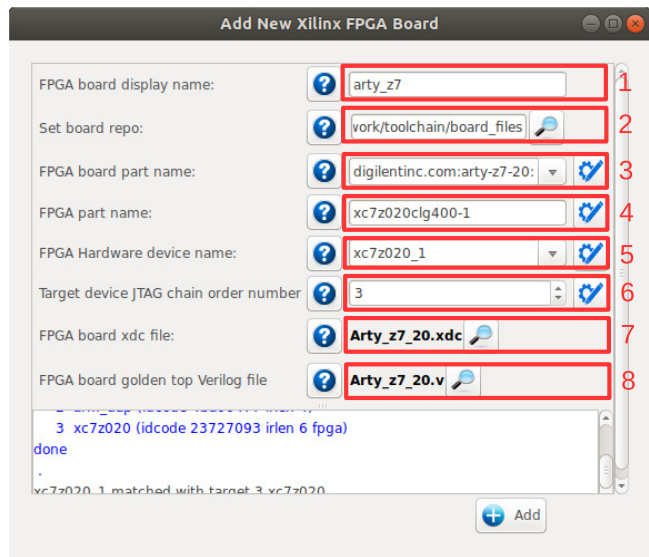 Add New Xilinx FPGA Board
FPGA board display name: arty_z7 1
Set board repo: work/toolchain/board_files 2
FPGA board part name: digilentinc.com:arty-z7-20: 3
FPGA part name: xc7z020clg400-1 4
FPGA Hardware device name: xc7z020_1 5
Target device JTAG chain order number 3 6
FPGA board xdc file: Arty_z7_20.xdc 7
FPGA board golden top Verilog file Arty_z7_20.v 8
3 xc7z020 (idcode 23727093 irlen 6 fpga)
done
.
xc7z020_1 matched with target 3 xc7z020
Add